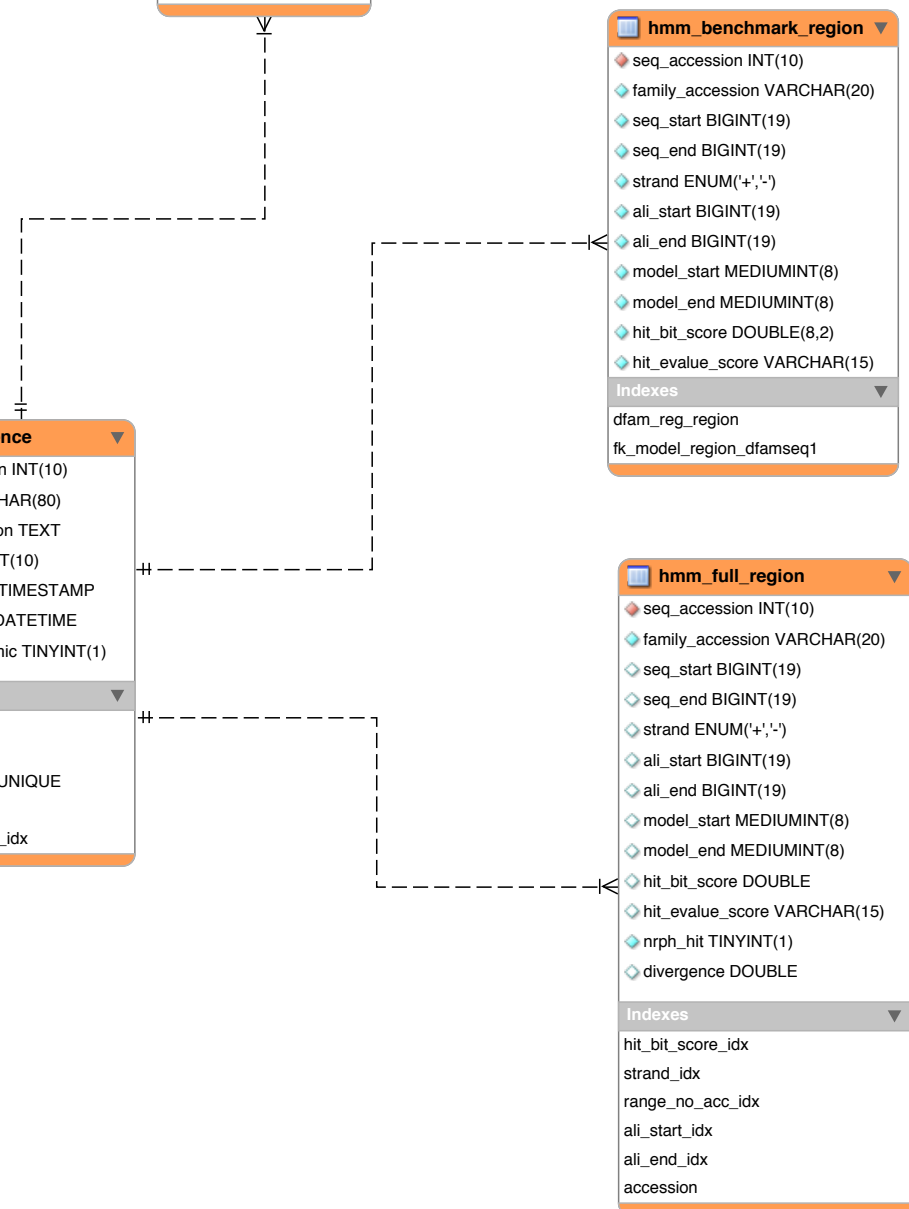 hmm_benchmark_region
seq_accession INT(10)
family_accession VARCHAR(20)
seq_start BIGINT(19)
seq_end BIGINT(19)
strand ENUM('+','-')
ali_start BIGINT(19)
ali_end BIGINT(19)
model_start MEDIUMINT(8)
model_end MEDIUMINT(8)
hit_bit_score DOUBLE(8,2)
hit_evalue_score VARCHAR(15)
Indexes
dfam_reg_region
fk_model_region_dfamseq1
nce
n INT(10)
HAR(80)
on TEXT
T(10)
TIMESTAMP
DATETIME
nic TINYINT(1)
UNIQUE
_idx
hmm_full_region
seq_accession INT(10)
family_accession VARCHAR(20)
seq_start BIGINT(19)
seq_end BIGINT(19)
strand ENUM('+','-')
ali_start BIGINT(19)
ali_end BIGINT(19)
model_start MEDIUMINT(8)
model_end MEDIUMINT(8)
hit_bit_score DOUBLE
hit_evalue_score VARCHAR(15)
nrph_hit TINYINT(1)
divergence DOUBLE
Indexes
hit_bit_score_idx
strand_idx
range_no_acc_idx
ali_start_idx
ali_end_idx
accession